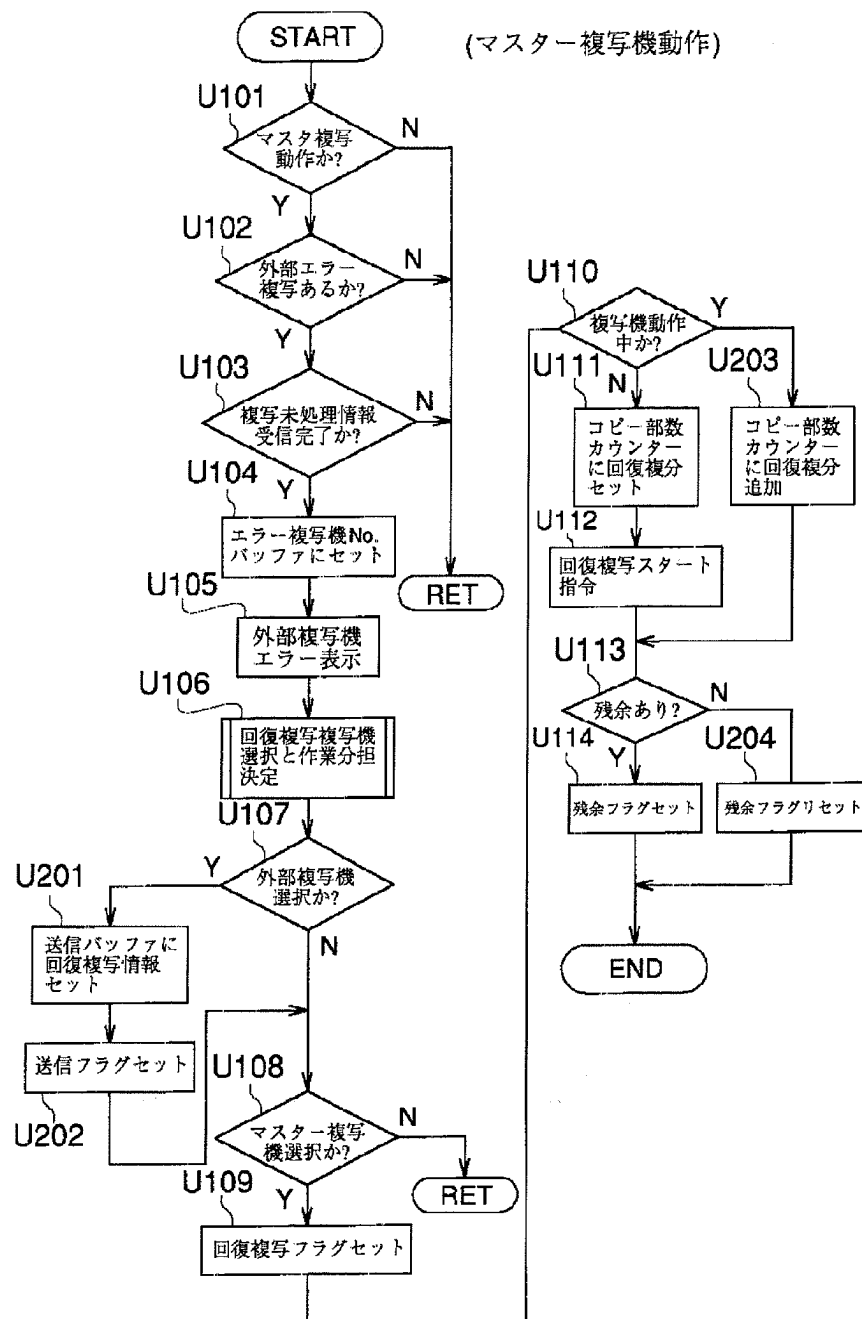 START
(マスター複写機動作)
U101
マスタ複写
動作か?
N
Y
U102
外部エラー
複写あるか?
N
Y
U103
複写未処理情報
受信完了か?
N
Y
U104
エラー複写機No.
バッファにセット
RET
U105
外部複写機
エラー表示
U106
回復複写複写機
選択と作業分担
決定
U107
外部複写機
選択か?
Y
N
U201
送信バッファに
回復複写情報
セット
送信フラグセット
U202
U108
マスター複写
機選択か?
N
Y
RET
U109
回復複写フラグセット
U110
複写機動作
中か?
Y
N
U111
コピー部数
カウンター
に回復複分
セット
U203
コピー部数
カウンター
に回復複分
追加
U112
回復複写スタート
指令
U113
残余あり?
N
Y
U114
残余フラグセット
U204
残余フラグリセット
END